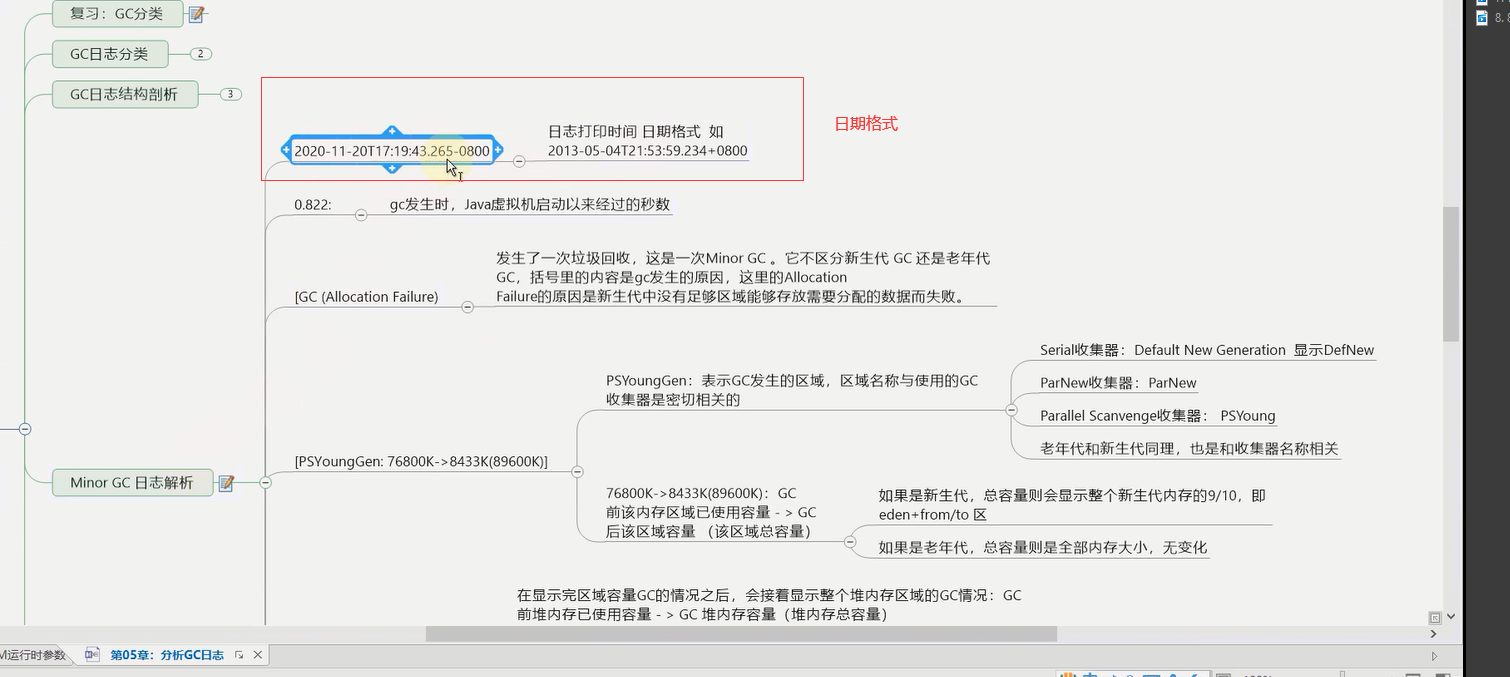 复习：GC分类
GC日志分类
2
GC日志结构剖析
3
2020-11-20T17:19:43.265-0800
日志打印时间 日期格式 如
2013-05-04T21:53:59.234+0800
日期格式
0.822:
gc发生时，Java虚拟机启动以来经过的秒数
[GC (Allocation Failure)
发生了一次垃圾回收，这是一次Minor GC 。它不区分新生代 GC 还是老年代
GC，括号里的内容是gc发生的原因，这里的Allocation
Failure的原因是新生代中没有足够区域能够存放需要分配的数据而失败。
Minor GC 日志解析
[PSYoungGen: 76800K->8433K(89600K)]
PSYoungGen：表示GC发生的区域，区域名称与使用的GC
收集器是密切相关的
Serial收集器：Default New Generation 显示DefNew
ParNew收集器：ParNew
Parallel Scanvenge收集器： PSYoung
老年代和新生代同理，也是和收集器名称相关
76800K->8433K(89600K)：GC
前该内存区域已使用容量 - > GC
后该区域容量 （该区域总容量）
如果是新生代，总容量则会显示整个新生代内存的9/10，即
eden+from/to 区
如果是老年代，总容量则是全部内存大小，无变化
在显示完区域容量GC的情况之后，会接着显示整个堆内存区域的GC情况：GC
前堆内存已使用容量 - > GC 堆内存容量（堆内存总容量）
M运行时参数
第05章：分析GC日志